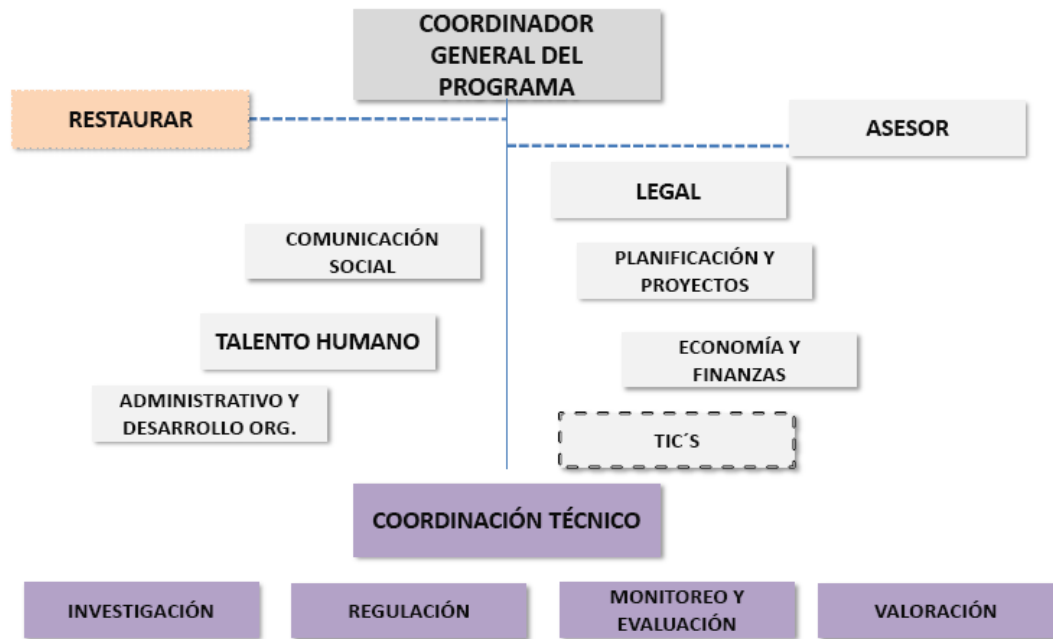 COORDINADOR
GENERAL DEL
PROGRAMA
RESTAURAR
ASESOR
LEGAL
COMUNICACIÓN
SOCIAL
PLANIFICACIÓN Y
PROYECTOS
TALENTO HUMANO
ECONOMÍA Y
FINANZAS
ADMINISTRATIVO Y
DESARROLLO ORG.
TIC´S
COORDINACIÓN TÉCNICO
INVESTIGACIÓN
REGULACIÓN
MONITOREO Y
EVALUACIÓN
VALORACIÓN